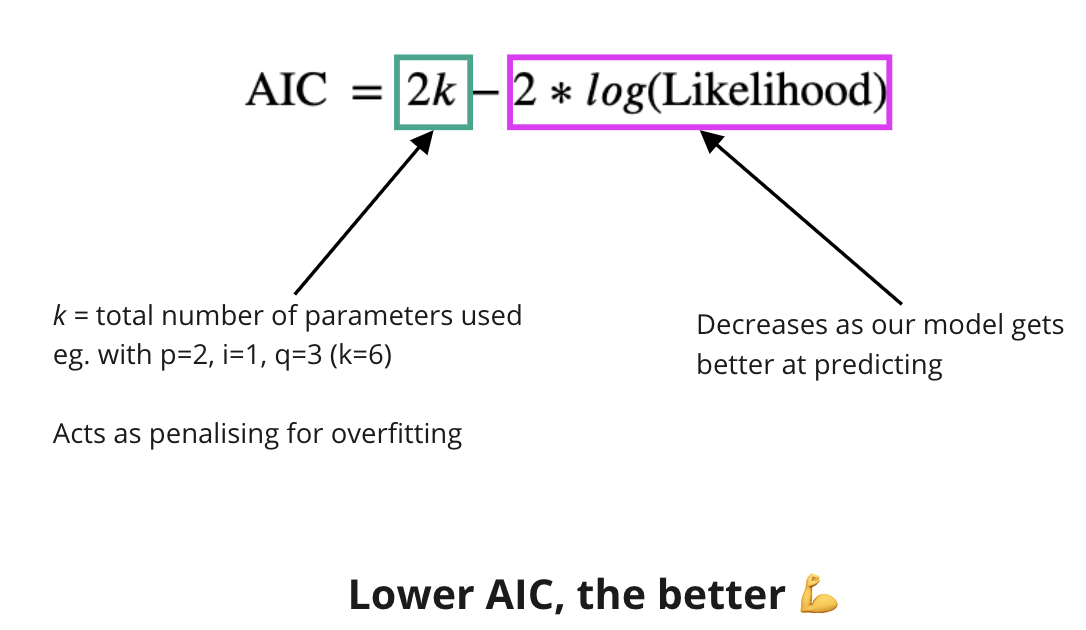 AIC = 2k − 2 * log(Likelihood)
k = total number of parameters used
eg. with p=2, i=1, q=3 (k=6)
Acts as penalising for overfitting
Decreases as our model gets
better at predicting
Lower AIC, the better 💪